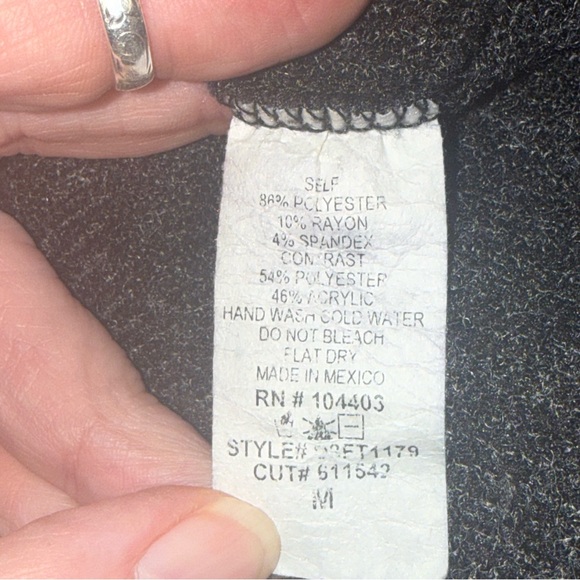 SELF
86% POLYESTER
10% RAYON
4% SPANDEX
CONTRAST
54% POLYESTER
46% ACRYLIC
HAND WASH COLD WATER
DO NOT BLEACH
FLAT DRY
MADE IN MEXICO
RN # 104403
STYLE#
CUT# 611542
M